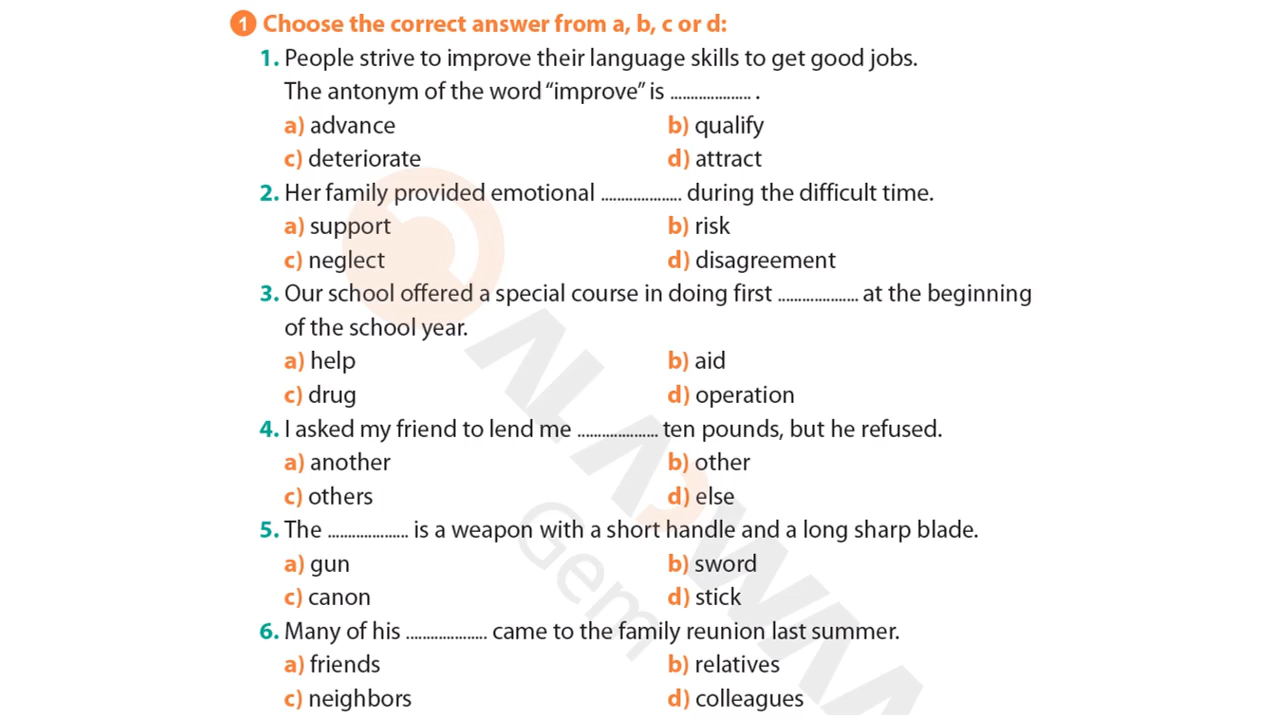 1 Choose the correct answer from a, b, c or d:
1. People strive to improve their language skills to get good jobs.
The antonym of the word “improve” is .................... .
a) advance b) qualify
c) deteriorate d) attract
2. Her family provided emotional .................... during the difficult time.
a) support b) risk
c) neglect d) disagreement
3. Our school offered a special course in doing first .................... at the beginning
of the school year.
a) help b) aid
c) drug d) operation
4. I asked my friend to lend me .................... ten pounds, but he refused.
a) another b) other
c) others d) else
5. The .................... is a weapon with a short handle and a long sharp blade.
a) gun b) sword
c) canon d) stick
6. Many of his .................... came to the family reunion last summer.
a) friends b) relatives
c) neighbors d) colleagues
Gem